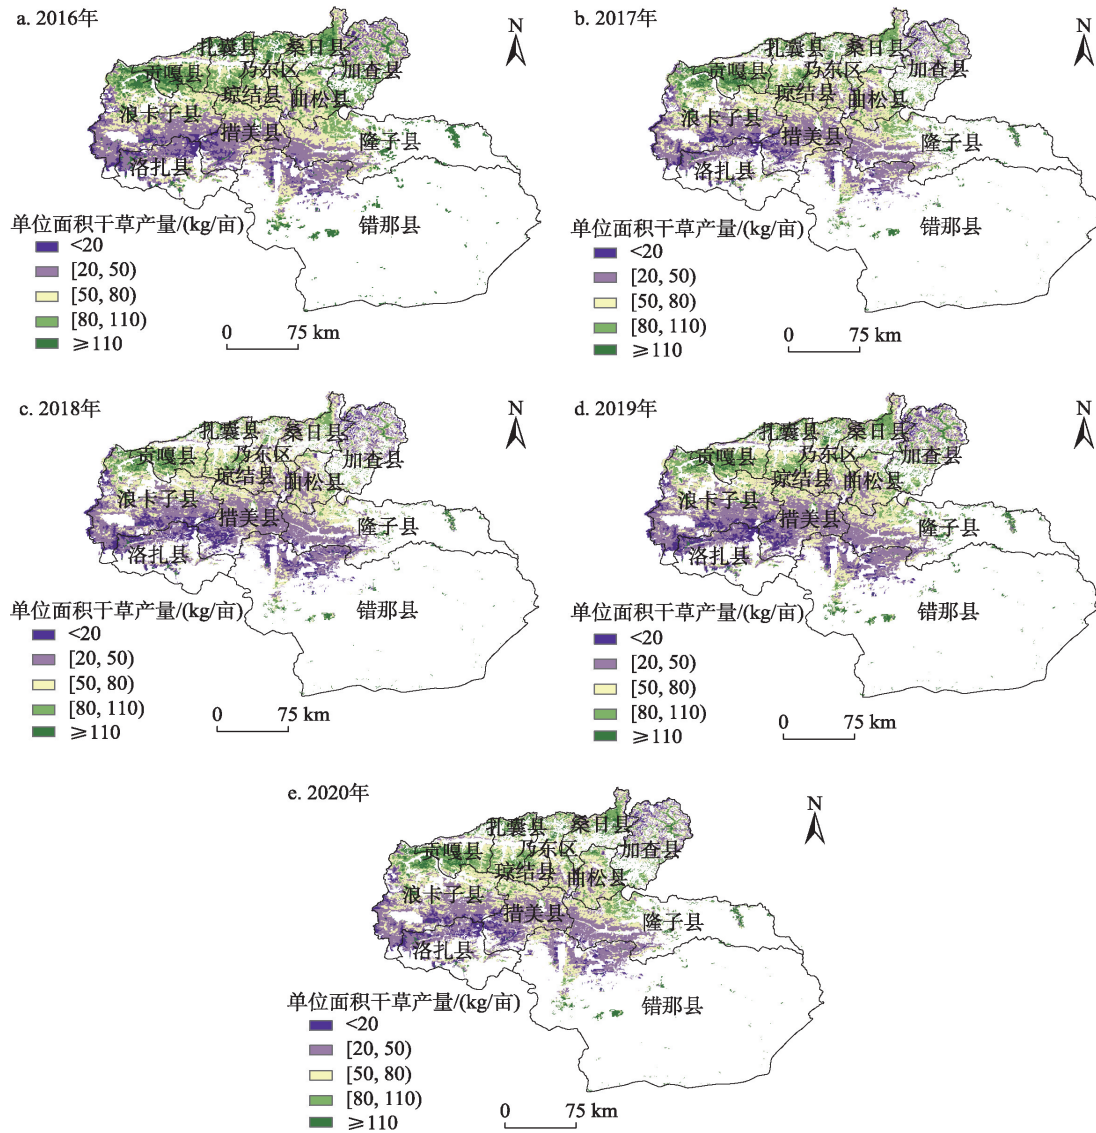 a. 2016年
N
扎囊县
桑日县
贡嘎县
乃东区
加查县
琼结县
曲松县
浪卡子县
措美县
隆子县
洛扎县
错那县
单位面积干草产量/(kg/亩)
<20
[20, 50)
[50, 80)
[80, 110)
⩾110
0 75 km
b. 2017年
N
扎囊县
桑日县
贡嘎县
乃东区
加查县
琼结县
曲松县
浪卡子县
措美县
隆子县
洛扎县
错那县
单位面积干草产量/(kg/亩)
<20
[20, 50)
[50, 80)
[80, 110)
⩾110
0 75 km
c. 2018年
N
扎囊县
桑日县
贡嘎县
乃东区
加查县
琼结县
曲松县
浪卡子县
措美县
隆子县
洛扎县
错那县
单位面积干草产量/(kg/亩)
<20
[20, 50)
[50, 80)
[80, 110)
⩾110
0 75 km
d. 2019年
N
扎囊县
桑日县
贡嘎县
乃东区
加查县
琼结县
曲松县
浪卡子县
措美县
隆子县
洛扎县
错那县
单位面积干草产量/(kg/亩)
<20
[20, 50)
[50, 80)
[80, 110)
⩾110
0 75 km
e. 2020年
N
扎囊县
桑日县
贡嘎县
乃东区
加查县
琼结县
曲松县
浪卡子县
措美县
隆子县
洛扎县
错那县
单位面积干草产量/(kg/亩)
<20
[20, 50)
[50, 80)
[80, 110)
⩾110
0 75 km